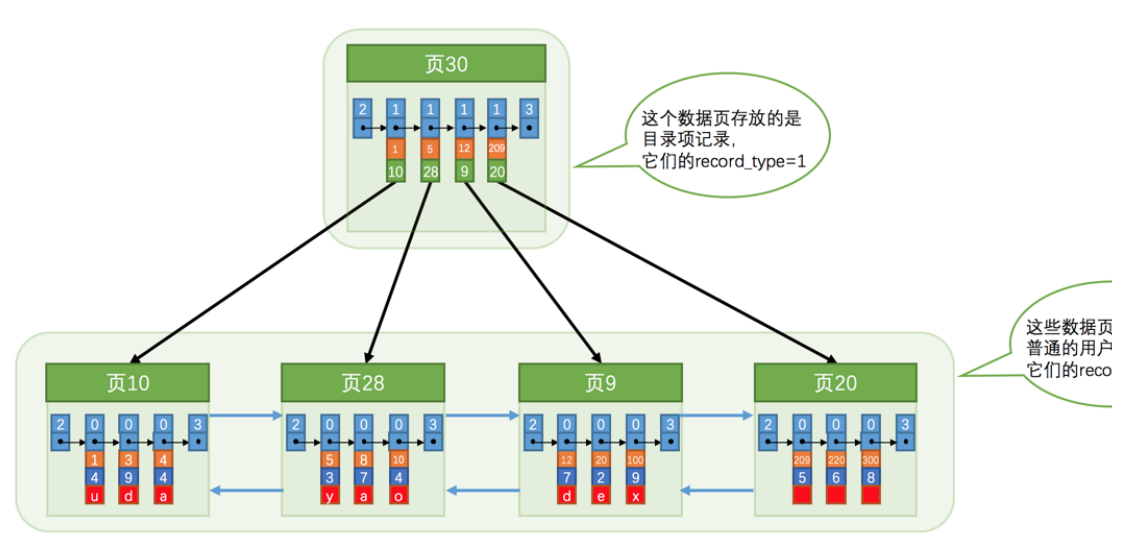 页30
2 1 1 1 1 3
1 5 12 209
10 28 9 20
这个数据页存放的是
目录项记录，
它们的record_type=1
这些数据页
普通的用户
它们的reco
页10
2 0 0 0 3
1 3 4
4 9 4
u d a
页28
2 0 0 0 3
5 8 10
3 7 4
y a o
页9
2 0 0 0 3
12 20 100
7 2 9
d e x
页20
2 0 0 0 3
209 220 300
5 6 8